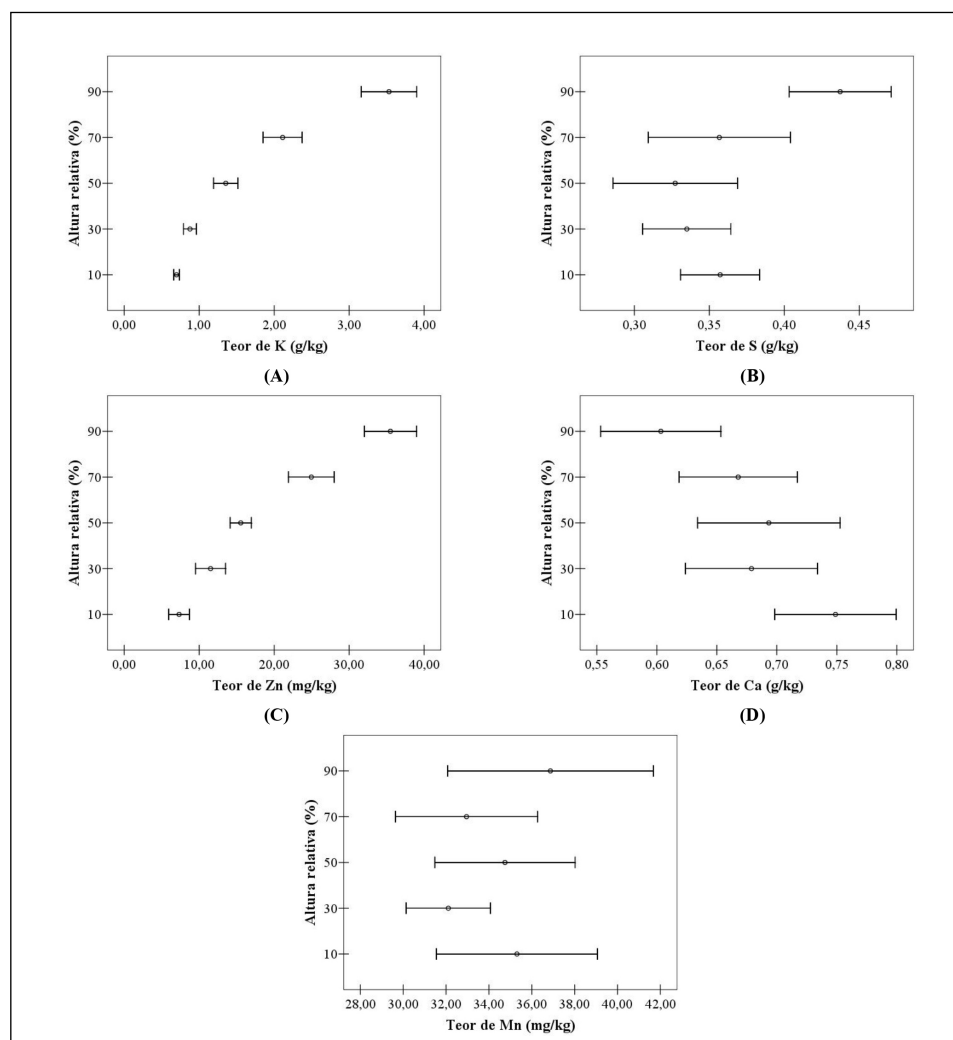 Altura relativa (%)
90
70
50
30
10
0,00 1,00 2,00 3,00 4,00
Teor de K (g/kg)
(A)
Altura relativa (%)
90
70
50
30
10
0,30 0,35 0,40 0,45
Teor de S (g/kg)
(B)
Altura relativa (%)
90
70
50
30
10
0,00 10,00 20,00 30,00 40,00
Teor de Zn (mg/kg)
(C)
Altura relativa (%)
90
70
50
30
10
0,55 0,60 0,65 0,70 0,75 0,80
Teor de Ca (g/kg)
(D)
Altura relativa (%)
90
70
50
30
10
28,00 30,00 32,00 34,00 36,00 38,00 40,00 42,00
Teor de Mn (mg/kg)